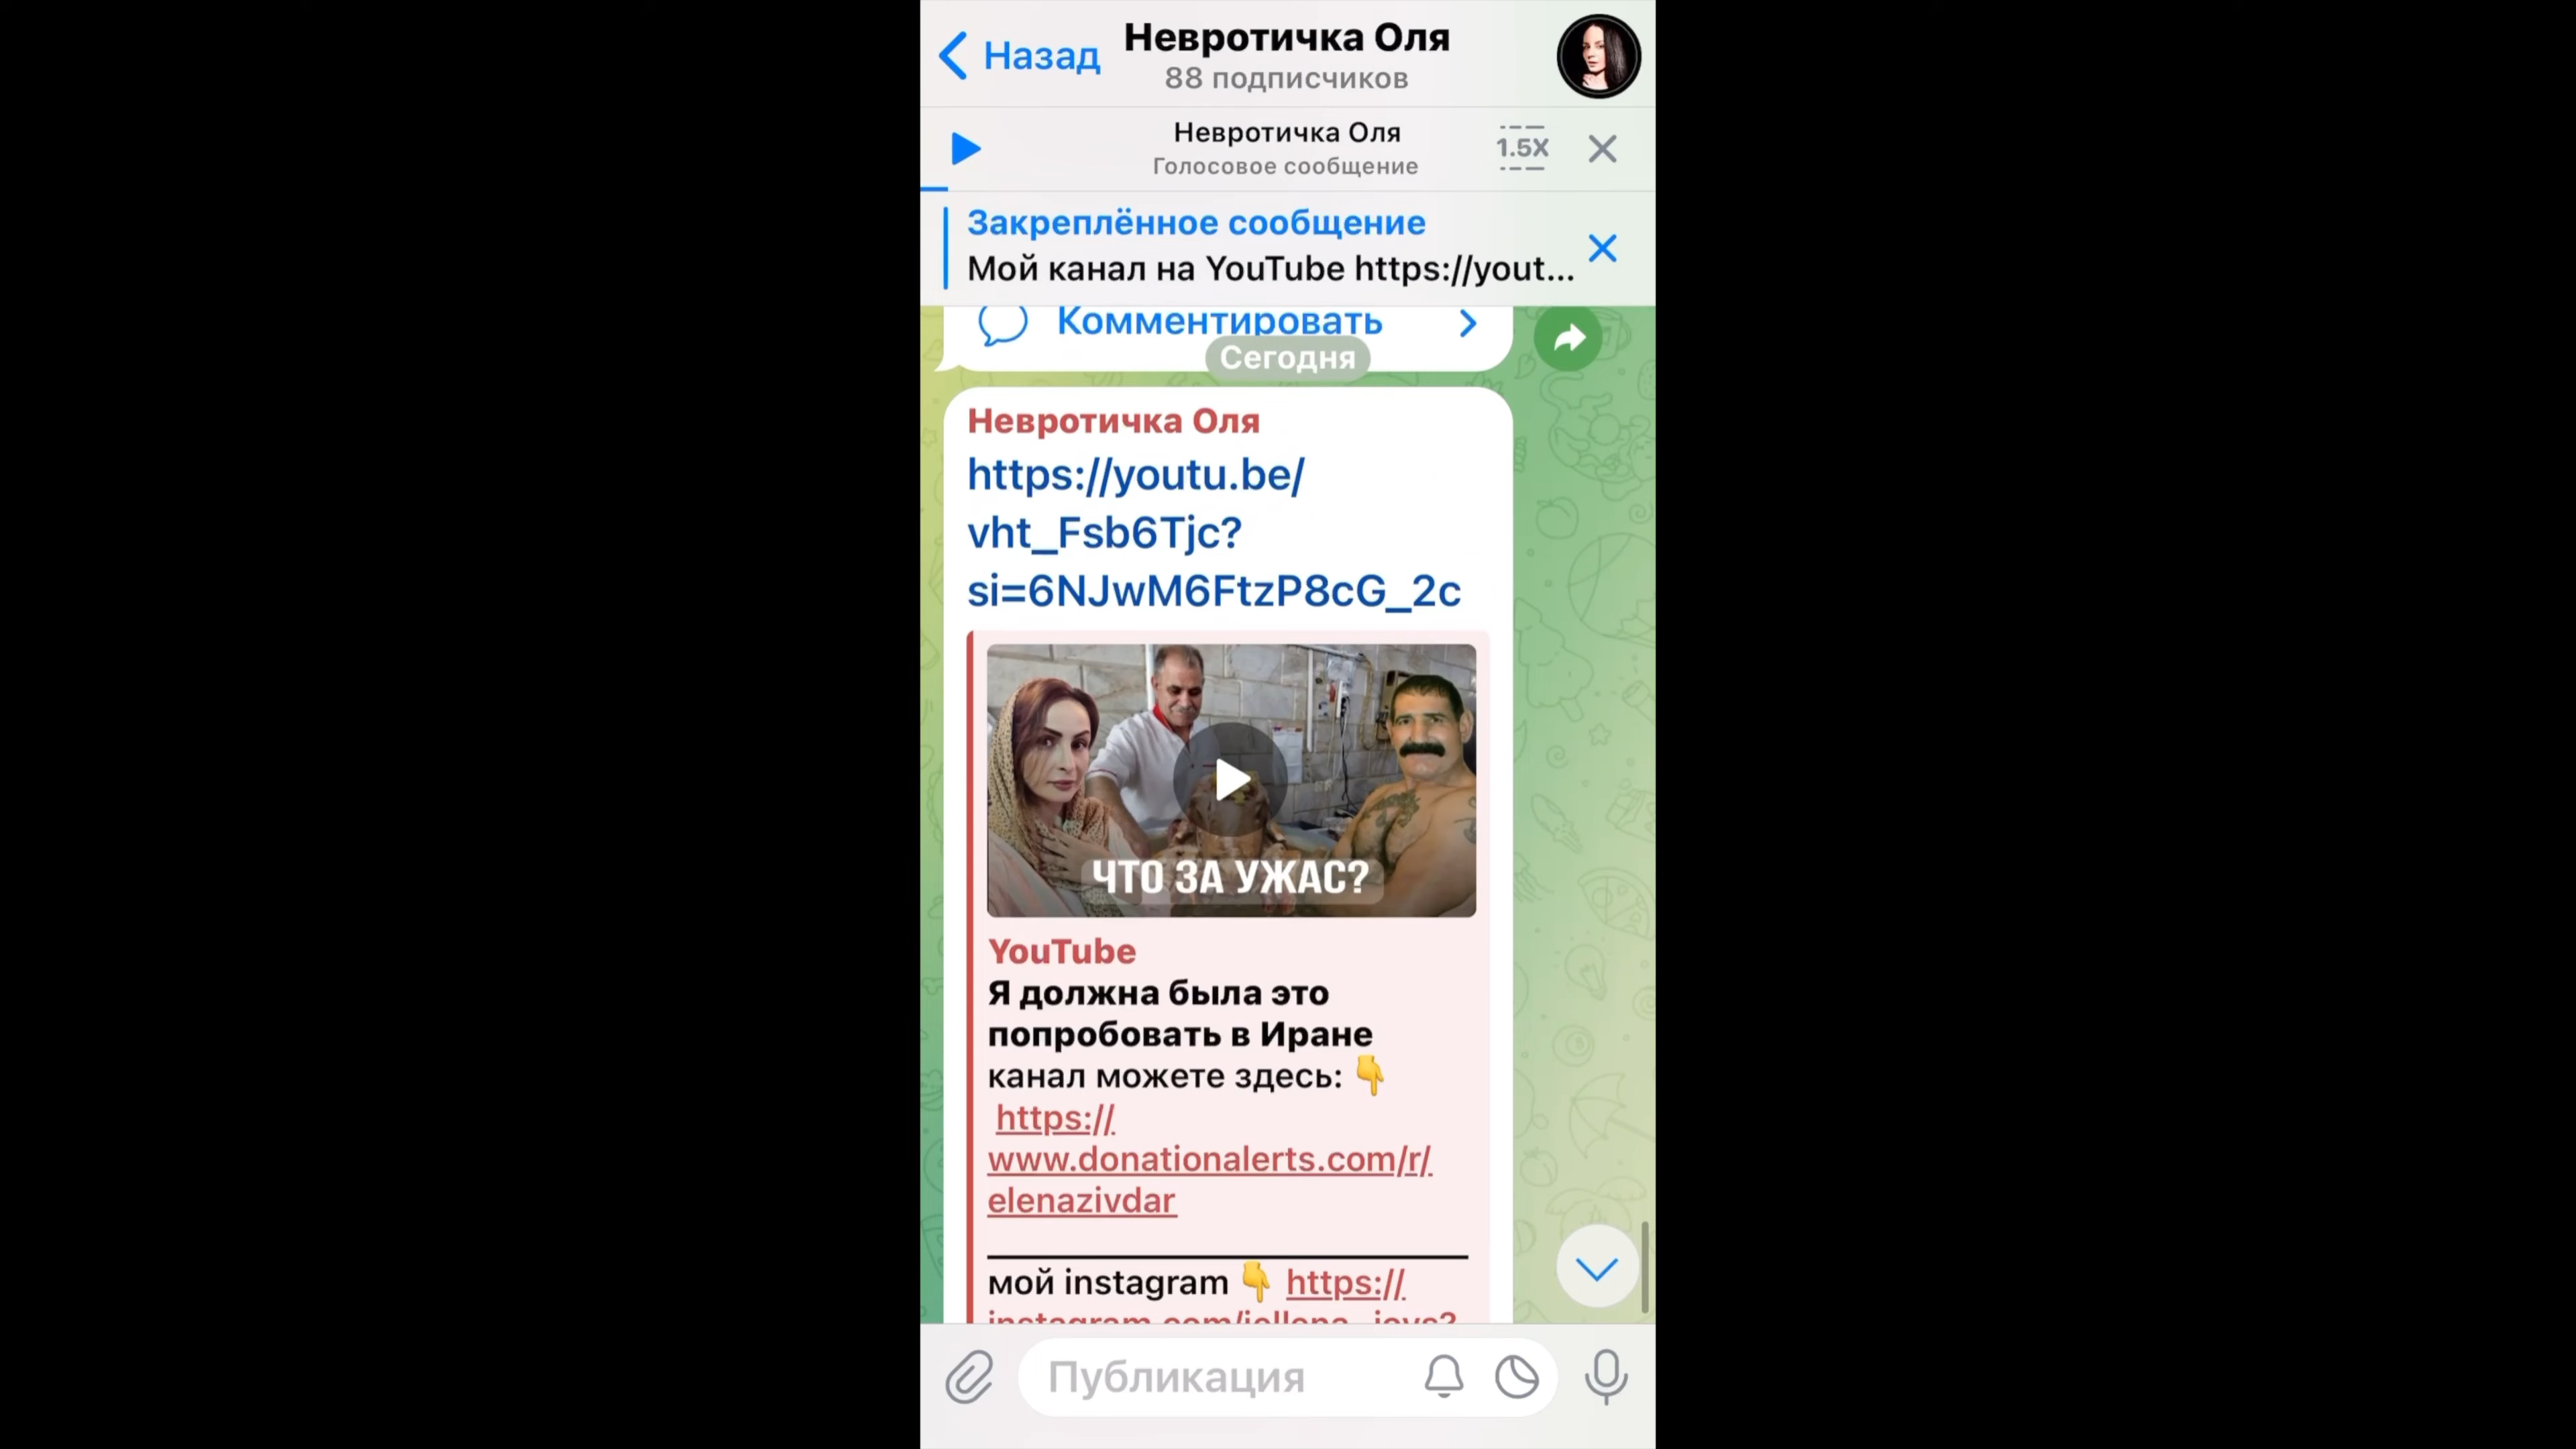 Назад
Невротичка Оля
88 подписчиков
Невротичка Оля
Голосовое сообщение
1.5X
Закреплённое сообщение
Мой канал на YouTube https://yout...
Комментировать
Сегодня
Невротичка Оля
https://youtu.be/
vht_Fsb6Tjc?
si=6NJwM6FtzP8cG_2c
ЧТО ЗА УЖАС?
YouTube
Я должна была это
попробовать в Иране
канал можете здесь: 👇
https://
www.donationalerts.com/r/
elenazivdar
мой instagram 👇 https://
Публикация